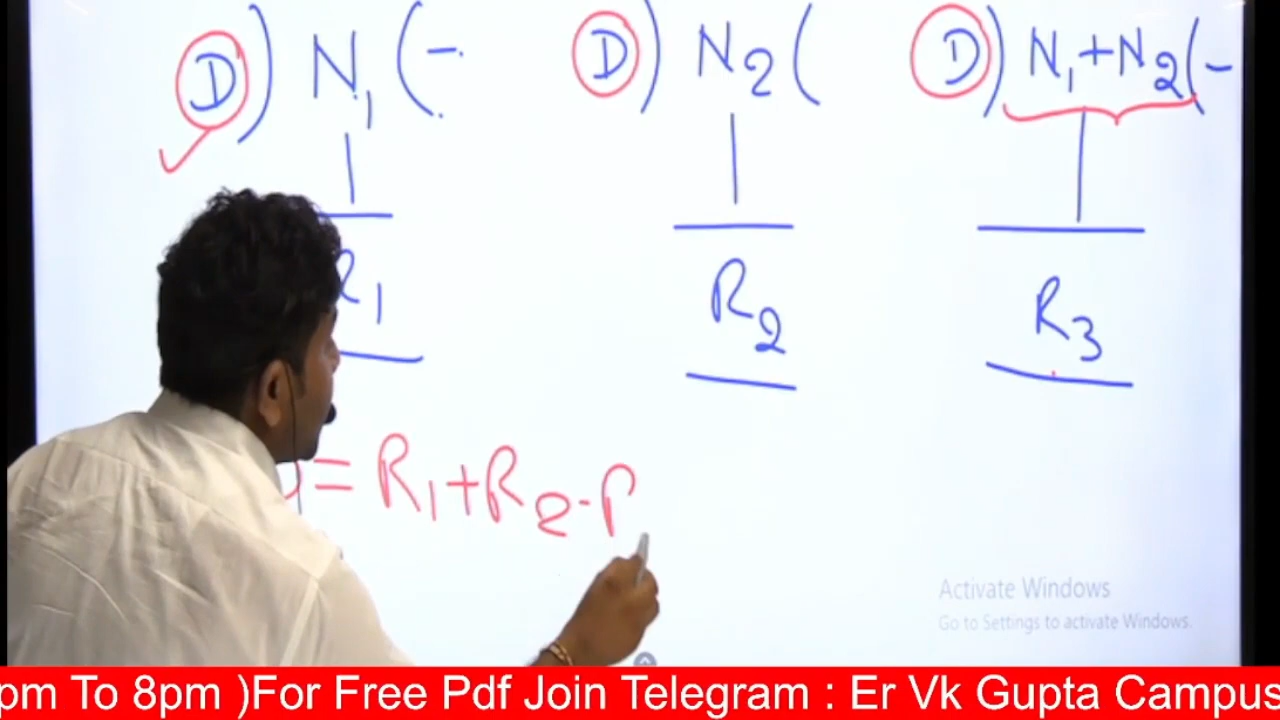 D) N₁ (- D) N₂ ( D) N₁+N₂ (-
R₁ R₂ R₃
= R₁+R₂-
Activate Windows
Go to Settings to activate Windows.
pm To 8pm )For Free Pdf Join Telegram : Er Vk Gupta Campus